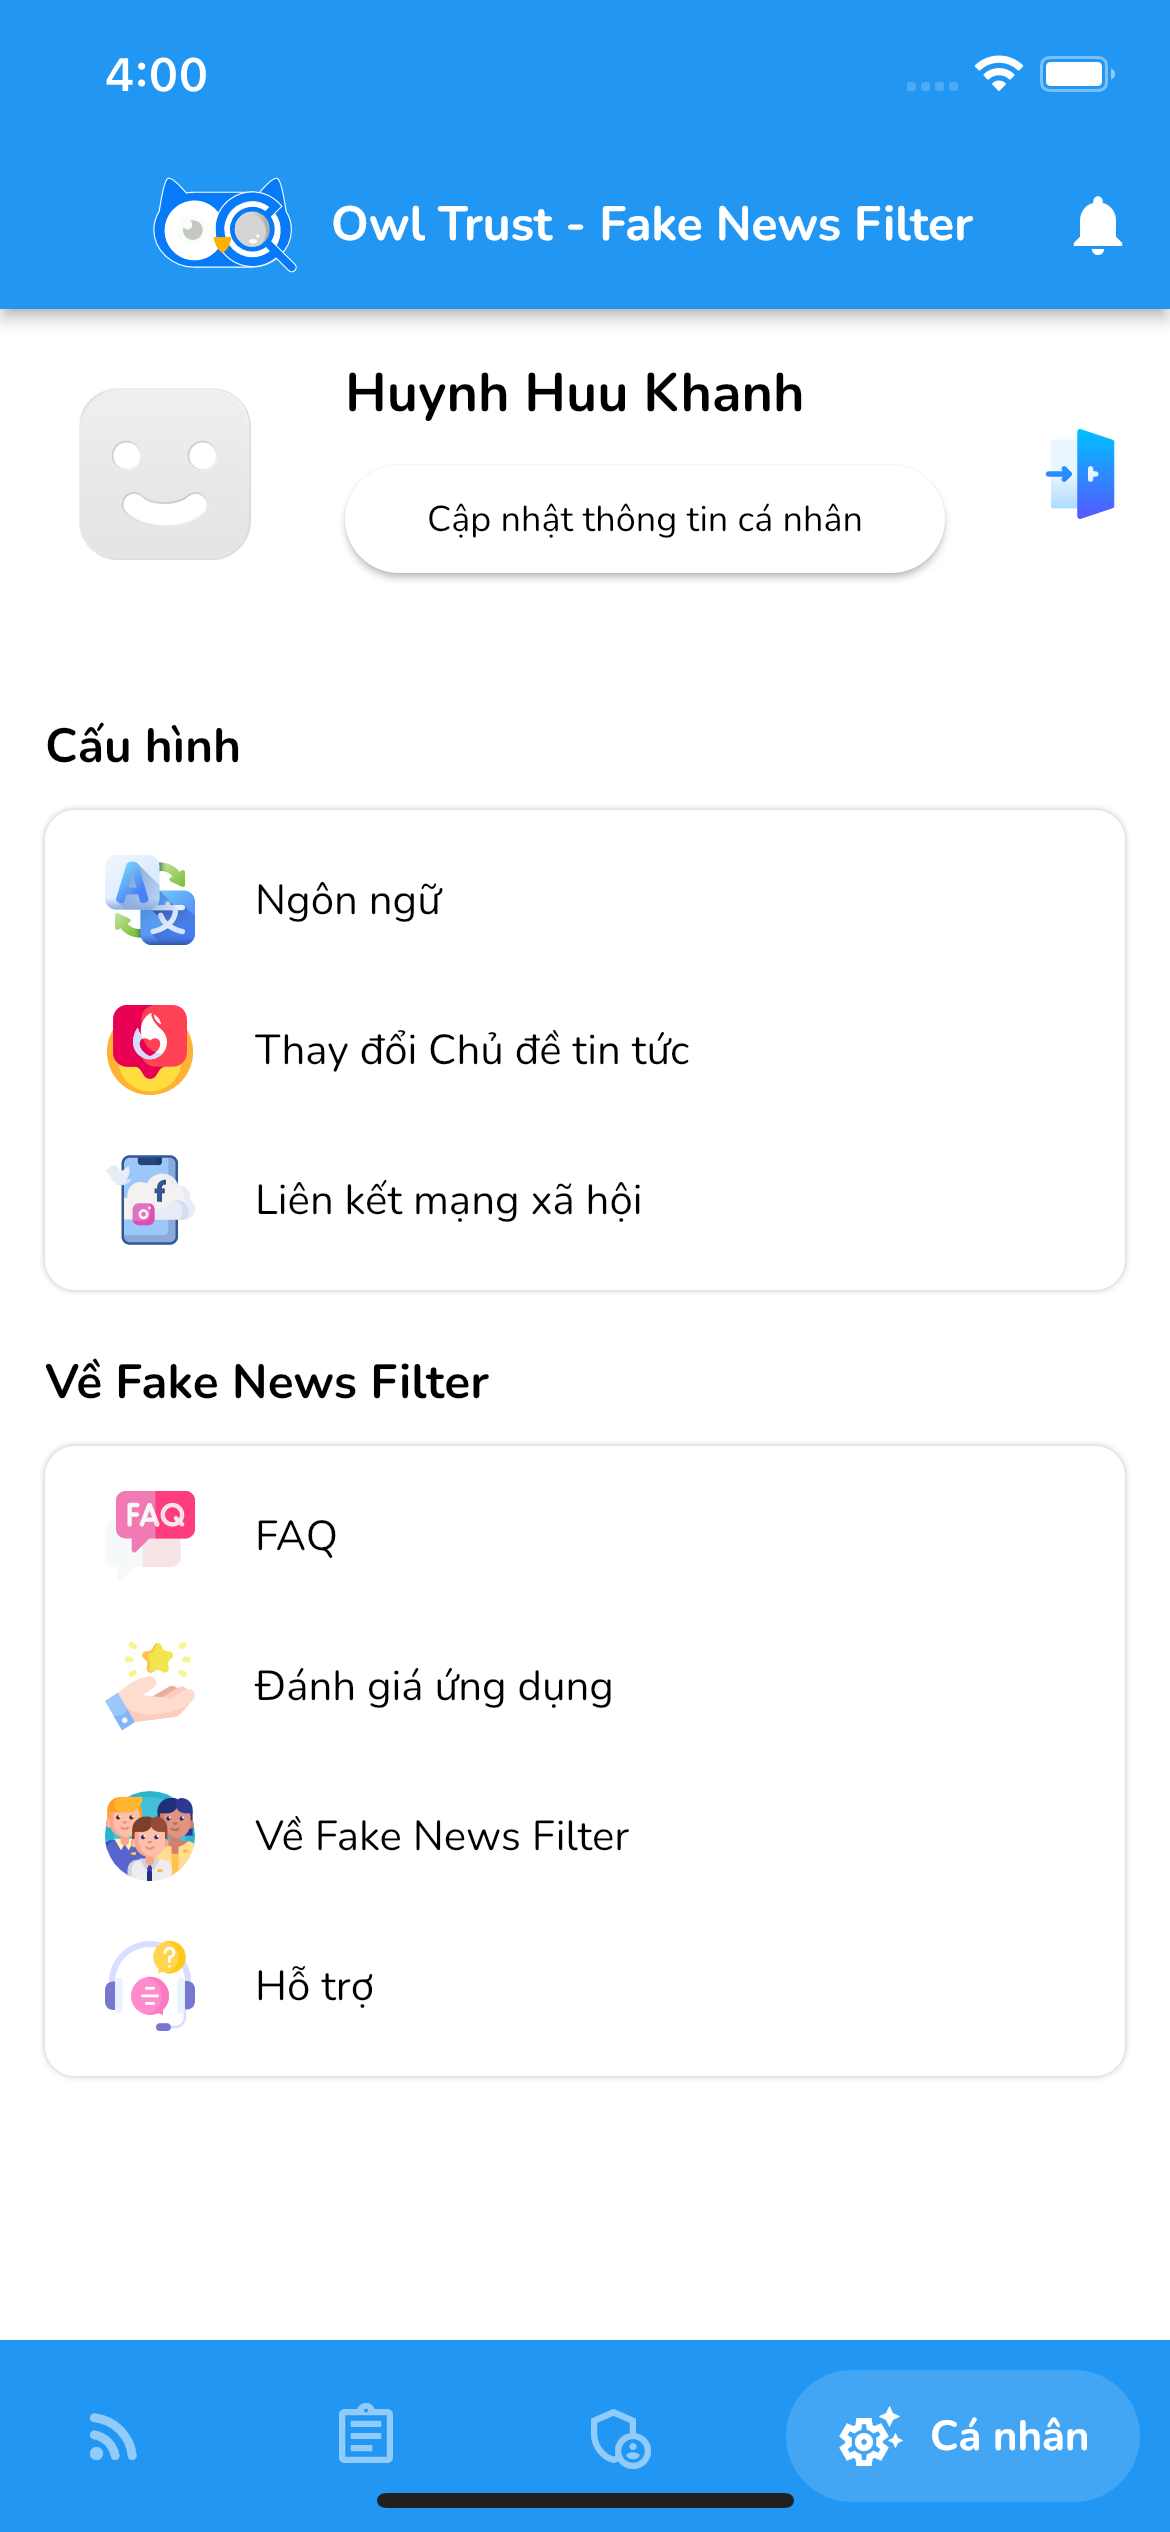 4:00
Owl Trust - Fake News Filter
Huynh Huu Khanh
Cập nhật thông tin cá nhân
Cấu hình
A
文
Ngôn ngữ
Thay đổi Chủ đề tin tức
f
Liên kết mạng xã hội
Về Fake News Filter
FAQ
FAQ
Đánh giá ứng dụng
Về Fake News Filter
?
Hỗ trợ
Cá nhân